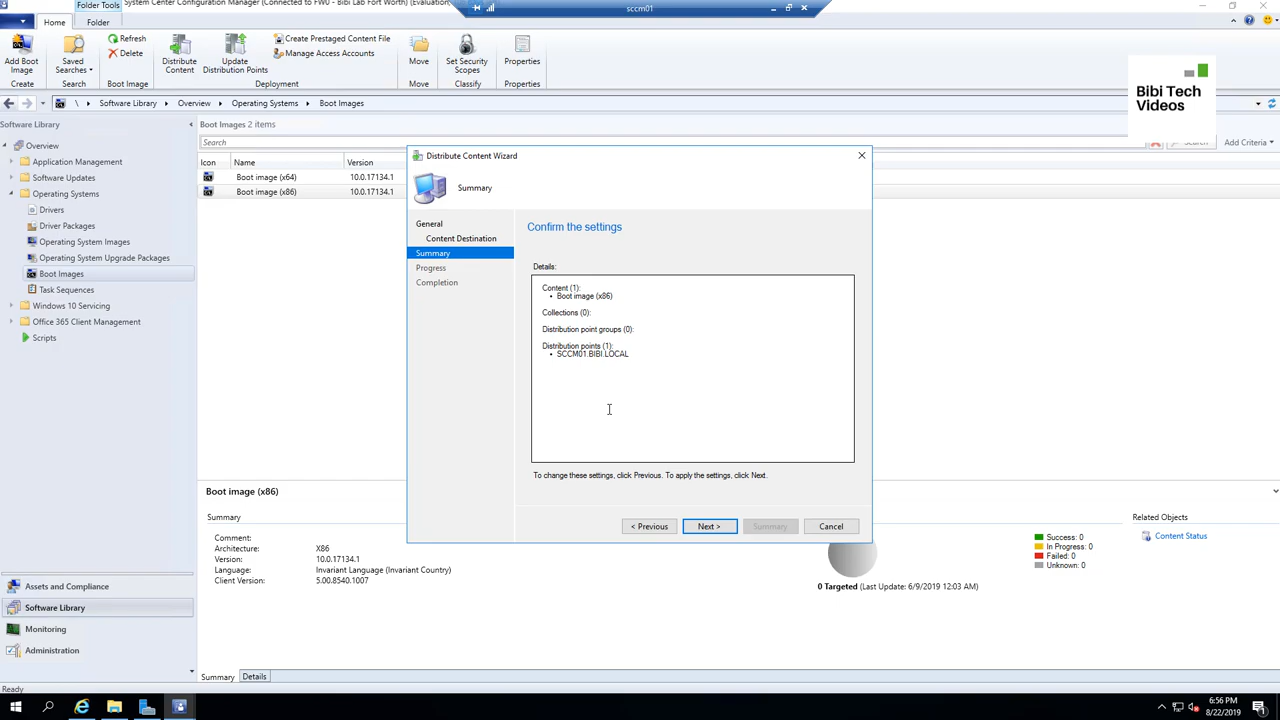 Folder Tools
System Center Configuration Manager (Connected to FW0 - Bibi Lab Fort Worth) (Evaluation
sccm01
Home
Folder
Add Boot Image
Saved Searches
Refresh
Delete
Distribute Content
Update Distribution Points
Create Prestaged Content File
Manage Access Accounts
Move
Set Security Scopes
Properties
Create
Search
Boot Image
Deployment
Move
Classify
Properties
Bibi Tech
Videos
\ Software Library Overview Operating Systems Boot Images
Software Library
Overview
Application Management
Software Updates
Operating Systems
Drivers
Driver Packages
Operating System Images
Operating System Upgrade Packages
Boot Images
Task Sequences
Windows 10 Servicing
Office 365 Client Management
Scripts
Assets and Compliance
Software Library
Monitoring
Administration
Ready
Boot Images 2 items
Search
Search
Add Criteria
Icon Name Version
Boot image (x64) 10.0.17134.1
Boot image (x86) 10.0.17134.1
Distribute Content Wizard
Summary
General
Content Destination
Summary
Progress
Completion
Confirm the settings
Details:
Content (1):
• Boot image (x86)
Collections (0):
Distribution point groups (0):
Distribution points (1):
• SCCM01.BIBI.LOCAL
To change these settings, click Previous. To apply the settings, click Next.
< Previous
Next >
Summary
Cancel
Boot image (x86)
Summary
Comment:
Architecture: X86
Version: 10.0.17134.1
Language: Invariant Language (Invariant Country)
Client Version: 5.00.8540.1007
Success: 0
In Progress: 0
Failed: 0
Unknown: 0
0 Targeted (Last Update: 6/9/2019 12:03 AM)
Related Objects
Content Status
Summary
Details
6:56 PM
8/22/2019
1